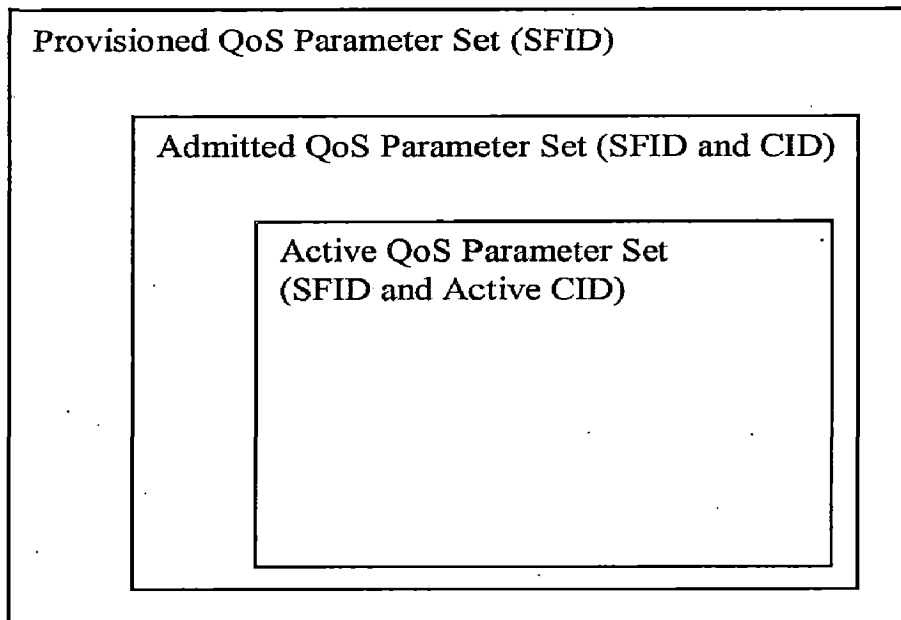 Provisioned QoS Parameter Set (SFID)
Admitted QoS Parameter Set (SFID and CID)
Active QoS Parameter Set
(SFID and Active CID)